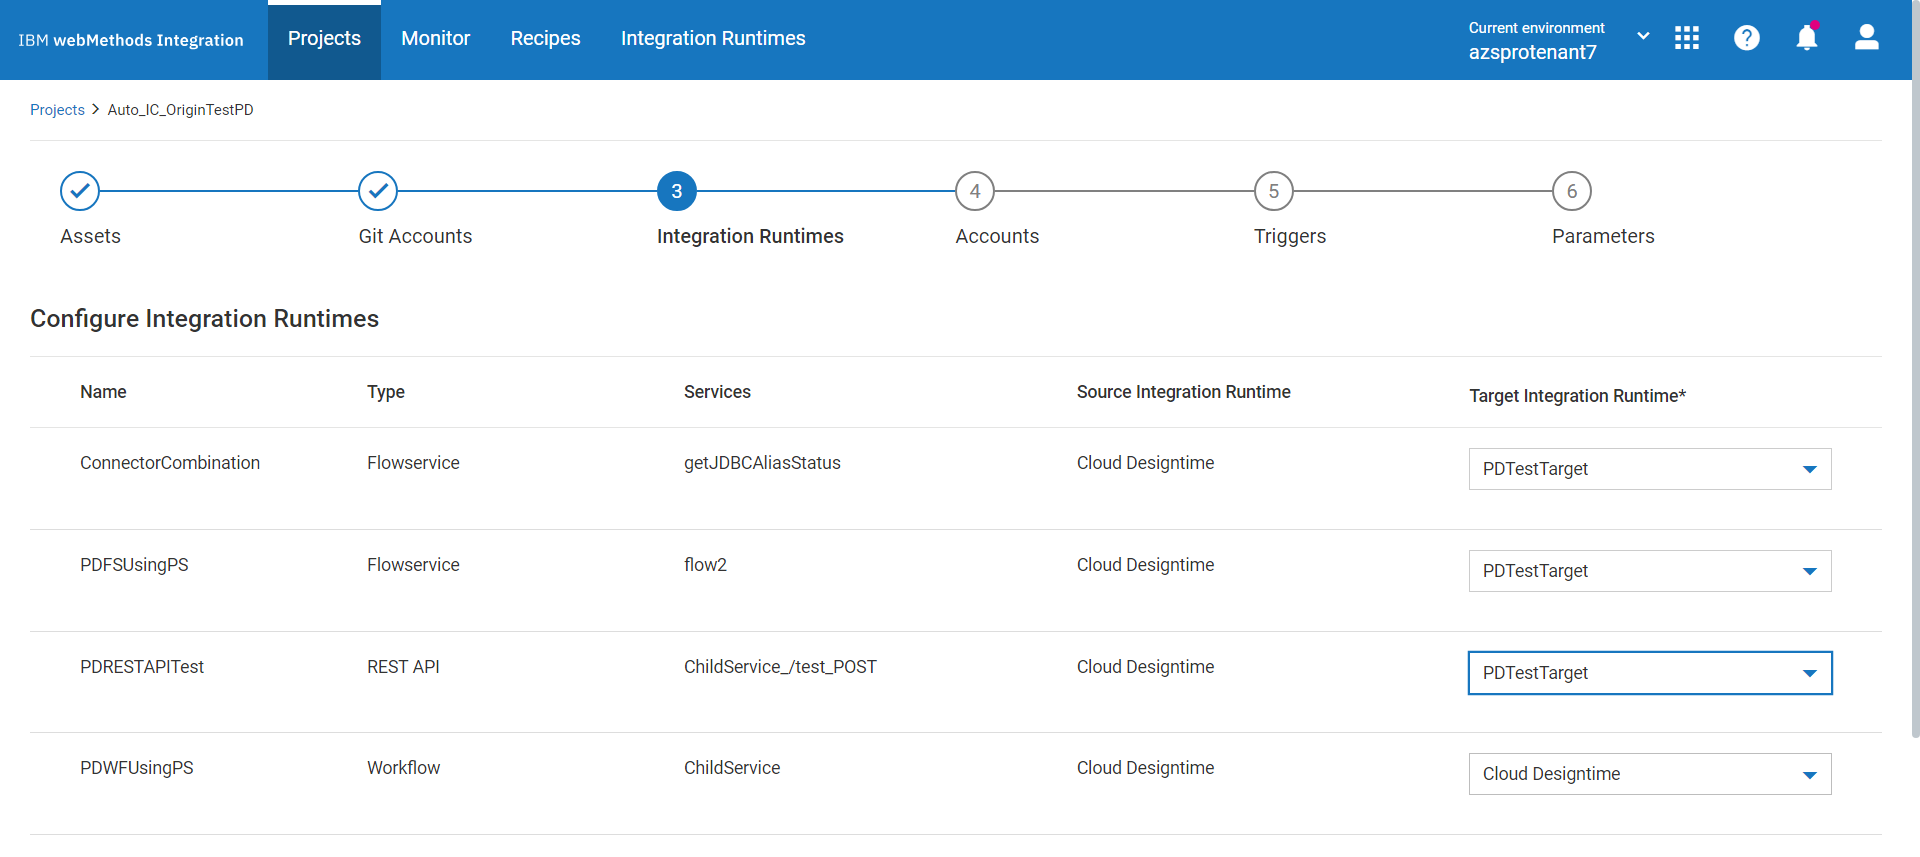 IBM webMethods Integration
Projects
Monitor
Recipes
Integration Runtimes
Current environment
azsprotenant7
?
Projects > Auto_IC_OriginTestPD
3
4
5
6
Assets
Git Accounts
Integration Runtimes
Accounts
Triggers
Parameters
Configure Integration Runtimes
Name Type Services Source Integration Runtime Target Integration Runtime*
ConnectorCombination Flowservice getJDBCAliasStatus Cloud Designtime PDTestTarget
PDFSUsingPS Flowservice flow2 Cloud Designtime PDTestTarget
PDRESTAPITest REST API ChildService_/test_POST Cloud Designtime PDTestTarget
PDWFUsingPS Workflow ChildService Cloud Designtime Cloud Designtime